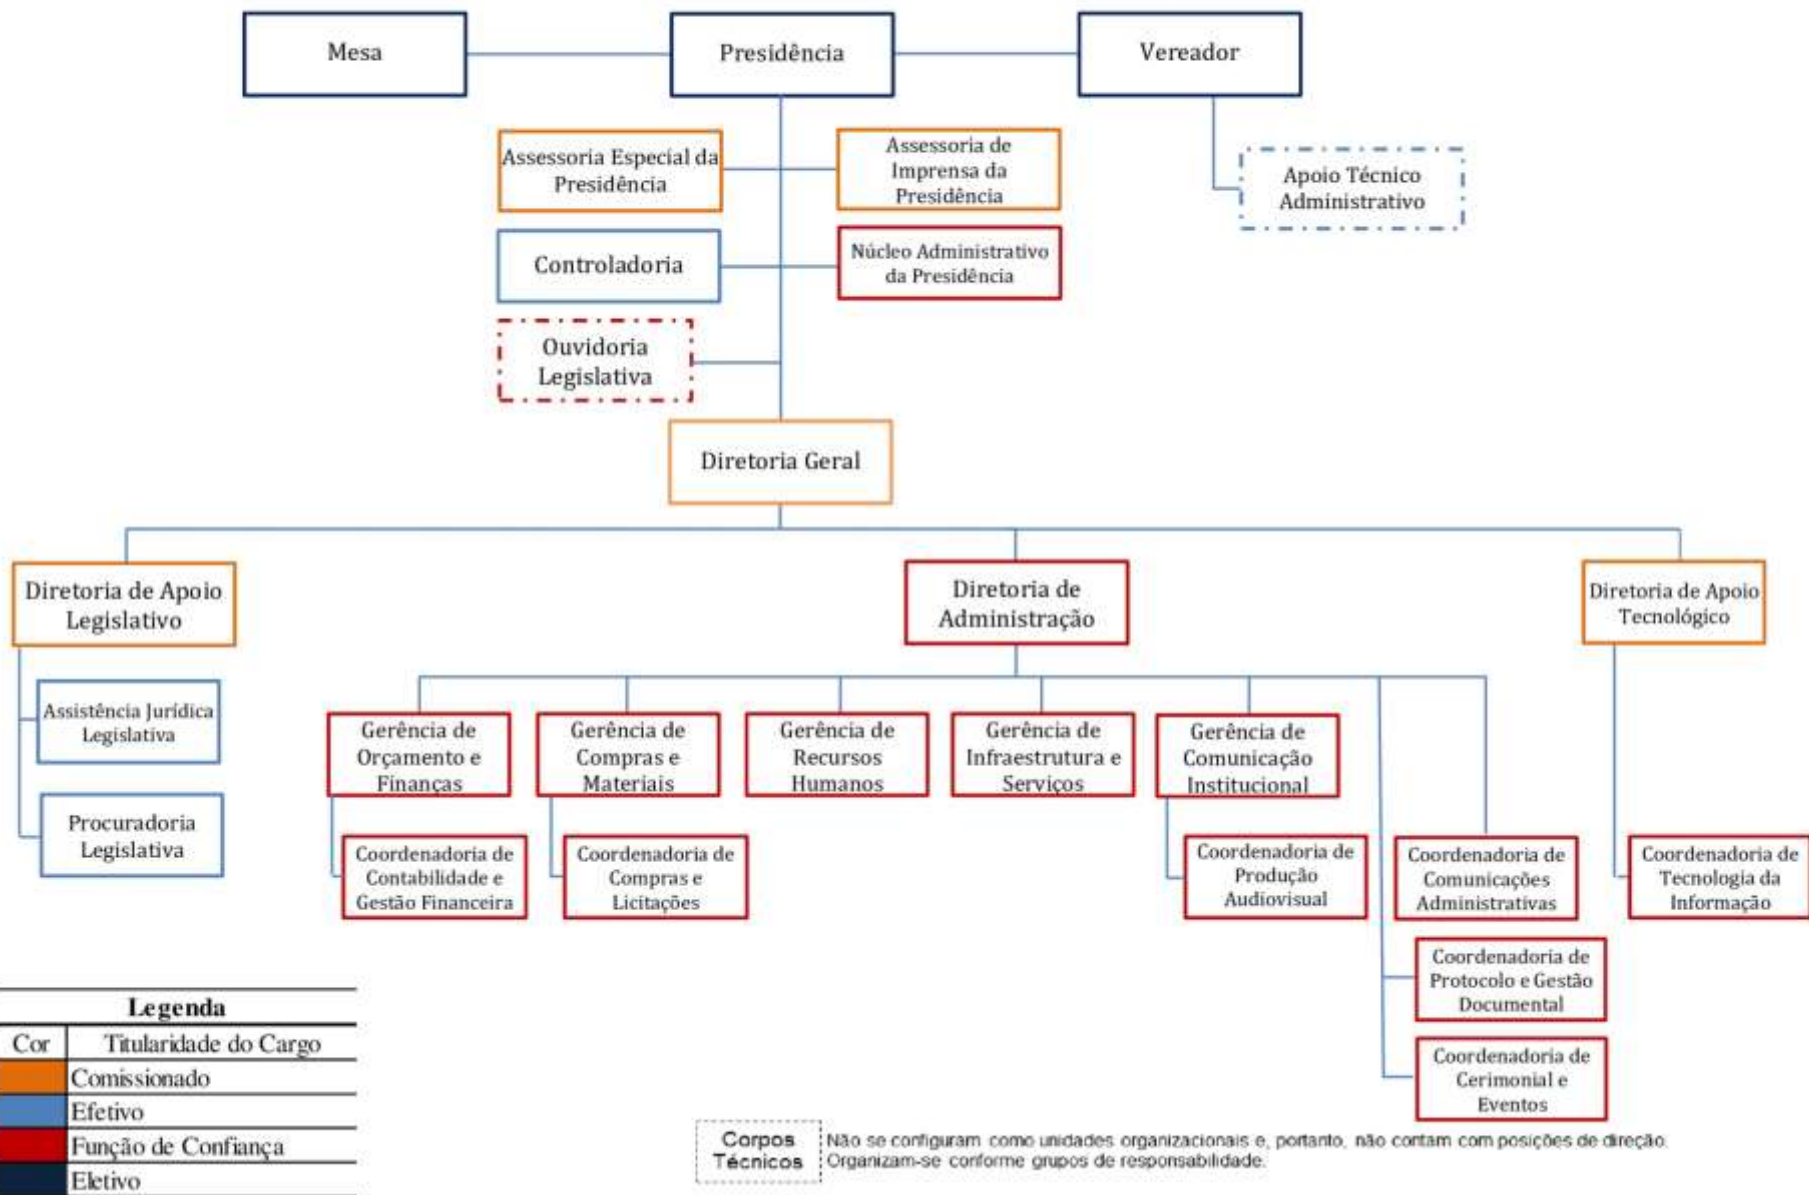 Mesa
Presidência
Vereador
Assessoria Especial da
Presidência
Assessoria de
Imprensa da
Presidência
Apoio Técnico
Administrativo
Controladoria
Núcleo Administrativo
da Presidência
Ouvidoria
Legislativa
Diretoria Geral
Diretoria de Apoio
Legislativo
Diretoria de
Administração
Diretoria de Apoio
Tecnológico
Assistência Jurídica
Legislativa
Procuradoria
Legislativa
Gerência de
Orçamento e
Finanças
Gerência de
Compras e
Materiais
Gerência de
Recursos
Humanos
Gerência de
Infraestrutura e
Serviços
Gerência de
Comunicação
Institucional
Coordenadoria de
Contabilidade e
Gestão Financeira
Coordenadoria de
Compras e
Licitações
Coordenadoria de
Produção
Audiovisual
Coordenadoria de
Comunicações
Administrativas
Coordenadoria de
Tecnologia da
Informação
Coordenadoria de
Protocolo e Gestão
Documental
Coordenadoria de
Cerimonial e
Eventos
Legenda
Cor Titularidade do Cargo
Comissionado
Efetivo
Função de Confiança
Eletivo
Corpos
Técnicos
Não se configuram como unidades organizacionais e, portanto, não contam com posições de direção.
Organizam-se conforme grupos de responsabilidade.